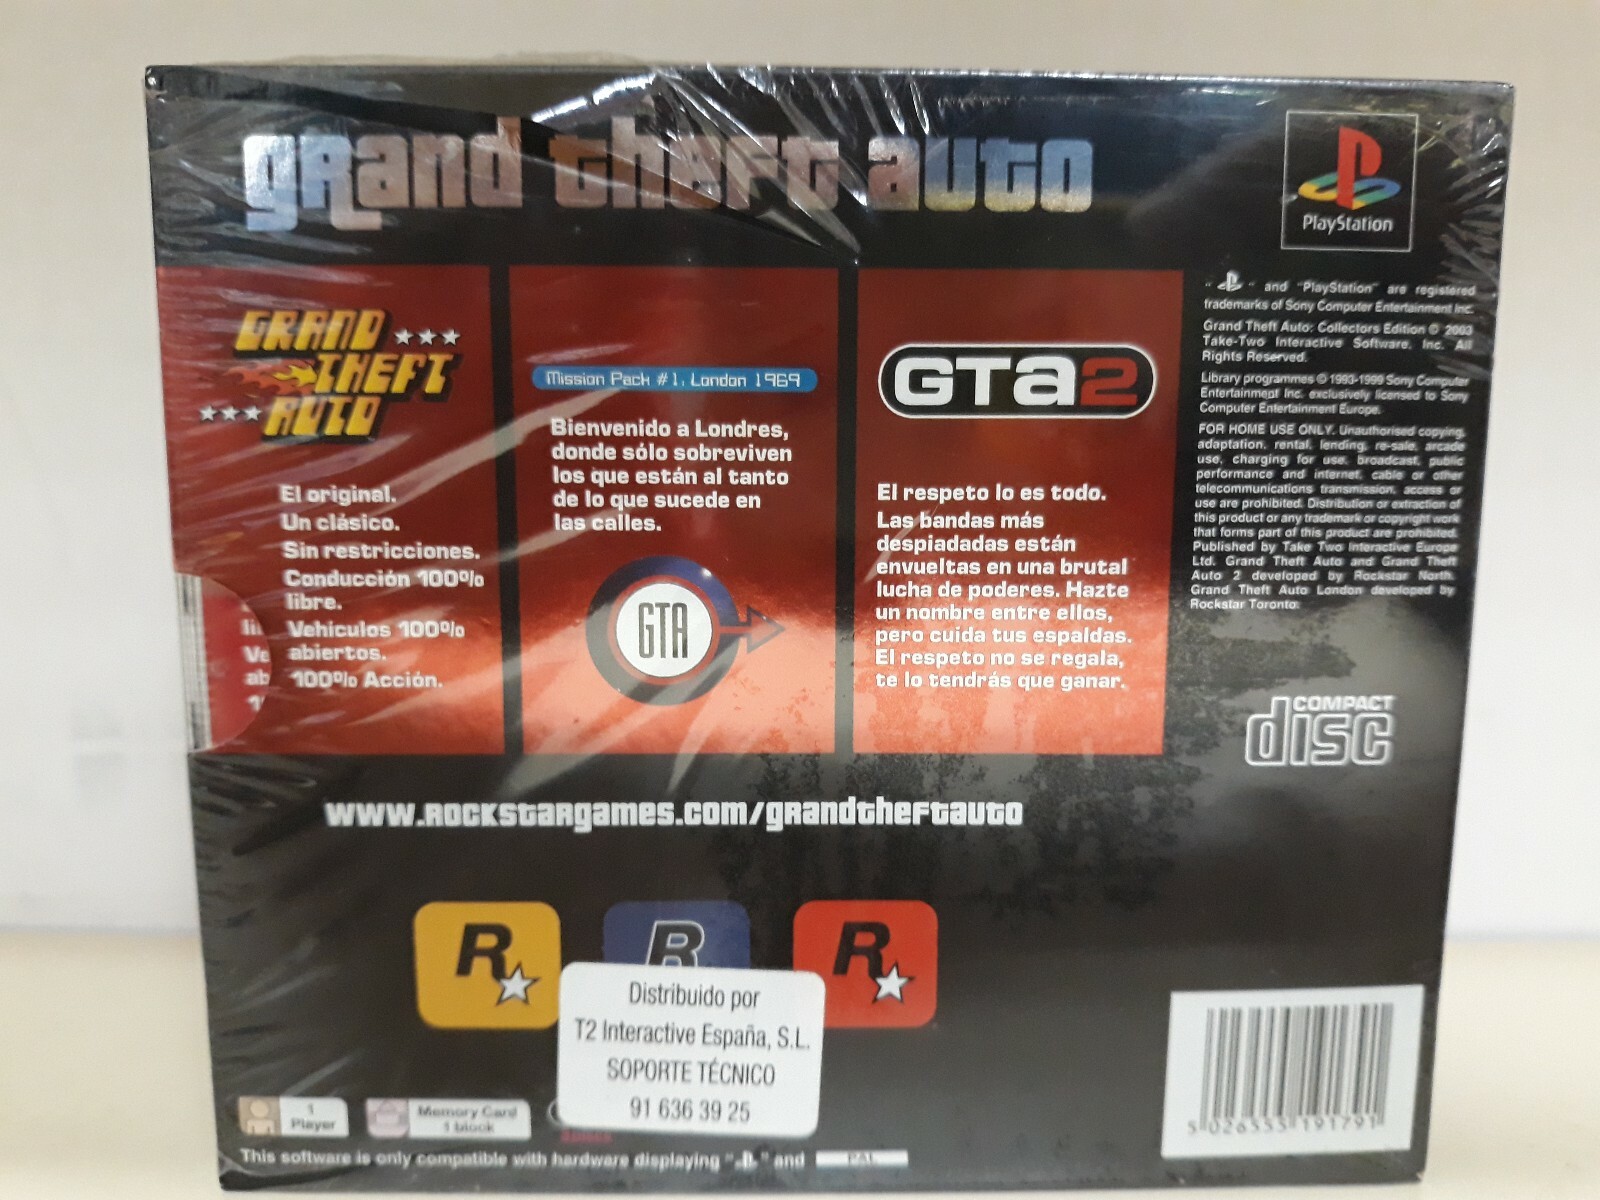 grand theft auto
PlayStation
GRAND
THEFT
AUTO
El original.
Un clásico.
Sin restricciones.
Conducción 100%
libre.
Vehículos 100%
abiertos.
100% Acción.
Mission Pack #1, London 1969
Bienvenido a Londres,
donde sólo sobreviven
los que están al tanto
de lo que sucede en
las calles.
GTA
GTA2
El respeto lo es todo.
Las bandas más
despiadadas están
envueltas en una brutal
lucha de poderes. Hazte
un nombre entre ellos,
pero cuida tus espaldas.
El respeto no se regala,
te lo tendrás que ganar.
" " and "PlayStation" are registered
trademarks of Sony Computer Entertainment Inc.
Grand Theft Auto: Collectors Edition © 2003
Take-Two Interactive Software, Inc. All
Rights Reserved.
Library programmes © 1993-1999 Sony Computer
Entertainment Inc. exclusively licensed to Sony
Computer Entertainment Europe.
FOR HOME USE ONLY. Unauthorised copying,
adaptation, rental, lending, re-sale, arcade
use, charging for use, broadcast, public
performance and internet, cable or other
telecommunications transmission, access or
use are prohibited. Distribution or extraction of
this product or any trademark or copyright work
that forms part of this product are prohibited.
Published by Take Two Interactive Europe
Ltd. Grand Theft Auto and Grand Theft
Auto 2 developed by Rockstar North.
Grand Theft Auto London developed by
Rockstar Toronto.
COMPACT
disc
www.rockstargames.com/grandtheftauto
R
R
R
Distribuido por
T2 Interactive España, S.L.
SOPORTE TÉCNICO
91 636 39 25
1
Player
Memory Card
1 block
This software is only compatible with hardware displaying " " and PAL
5 026555 191791